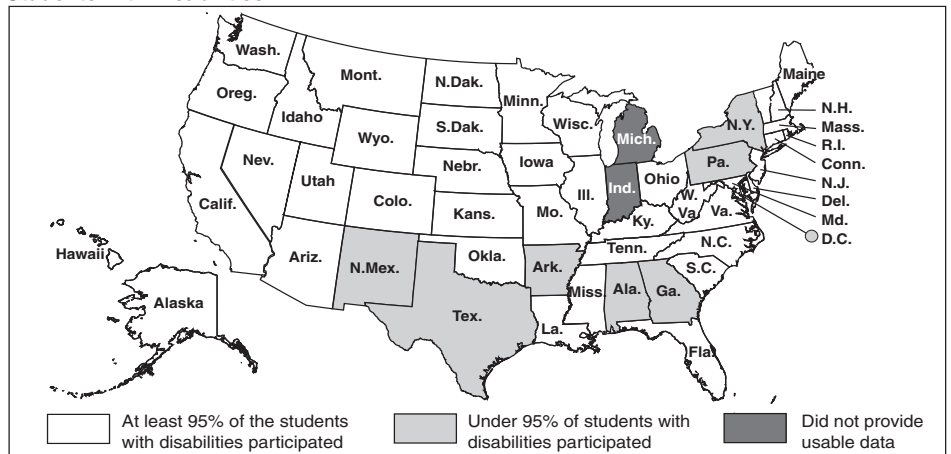 Wash.
Oreg.
Idaho
Mont.
N.Dak.
S.Dak.
Minn.
Wisc.
Mich.
Maine
N.Y.
N.H.
Mass.
R.I.
Conn.
N.J.
Del.
Md.
D.C.
Wyo.
Nebr.
Iowa
Ill.
Ind.
Ohio
Pa.
W.
Va.
Va.
Nev.
Utah
Colo.
Kans.
Mo.
Ky.
Calif.
Ariz.
N.Mex.
Okla.
Ark.
Tenn.
N.C.
S.C.
Tex.
La.
Miss.
Ala.
Ga.
Fla.
Hawaii
Alaska
At least 95% of the students
with disabilities participated
Under 95% of students with
disabilities participated
Did not provide
usable data